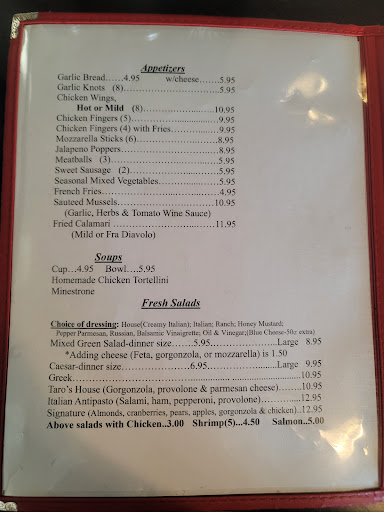 Appetizers
Garlic Bread......4.95 w/cheese.......5.95
Garlic Knots (8)..............................5.95
Chicken Wings,
Hot or Mild (8)..............................10.95
Chicken Fingers (5)..............................9.95
Chicken Fingers (4) with Fries................9.95
Mozzarella Sticks (6)..............................8.95
Jalapeno Poppers..............................8.95
Meatballs (3)..............................5.95
Sweet Sausage (2)..............................5.95
Seasonal Mixed Vegetables....................5.95
French Fries..............................4.95
Sauteed Mussels..............................10.95
(Garlic, Herbs & Tomato Wine Sauce)
Fried Calamari ..............................11.95
(Mild or Fra Diavolo)
Soups
Cup...4.95 Bowl....5.95
Homemade Chicken Tortellini
Minestrone
Fresh Salads
Choice of dressing: House(Creamy Italian); Italian; Ranch; Honey Mustard;
Pepper Parmesan, Russian, Balsamic Vinaigrette; Oil & Vinegar;(Blue Cheese-50¢ extra)
Mixed Green Salad-dinner size......5.95....................Large 8.95
*Adding cheese (Feta, gorgonzola, or mozzarella) is 1.50
Caesar-dinner size....................6.95....................Large 9.95
Greek..............................10.95
Taro's House (Gorgonzola, provolone & parmesan cheese)..........10.95
Italian Antipasto (Salami, ham, pepperoni, provolone)..............12.95
Signature (Almonds, cranberries, pears, apples, gorgonzola & chicken)..12.95
Above salads with Chicken..3.00 Shrimp(5)...4.50 Salmon..5.00